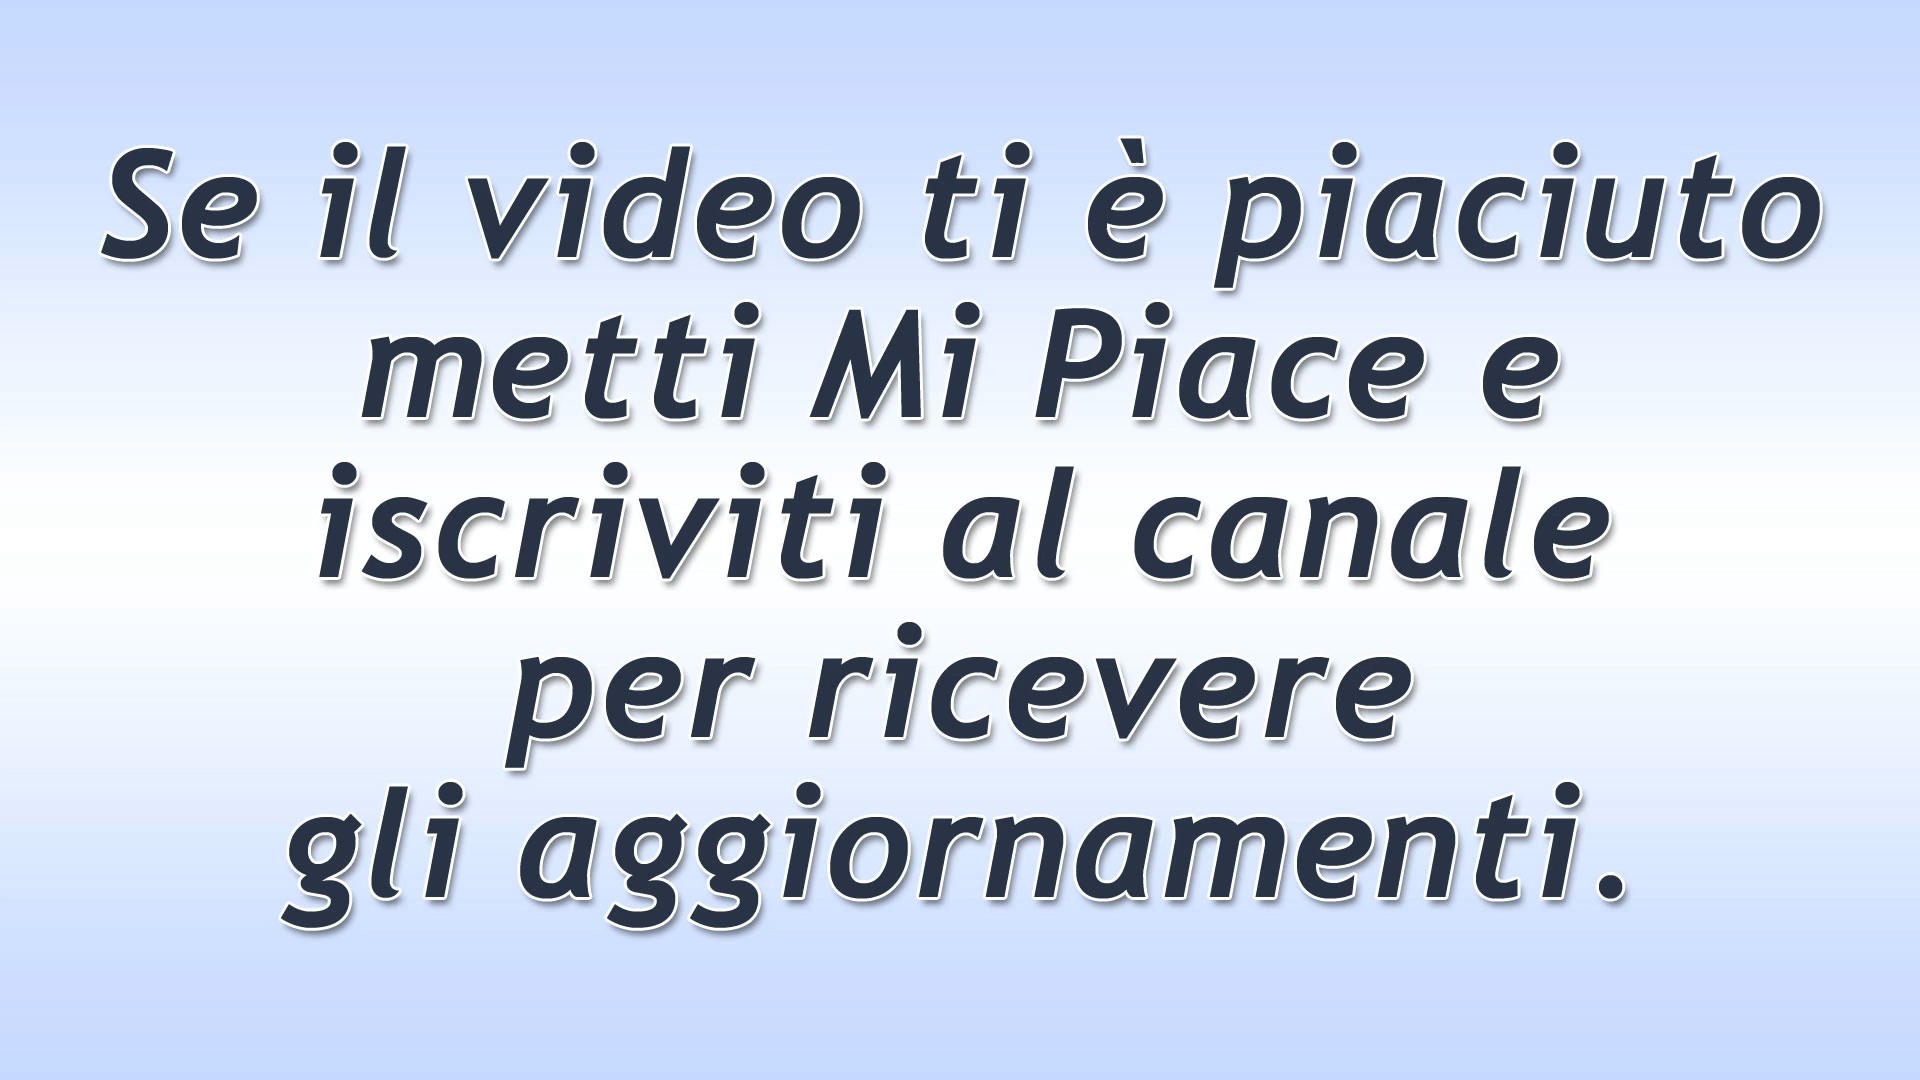 Se il video ti è piaciuto
metti Mi Piace e
iscriviti al canale
per ricevere
gli aggiornamenti.